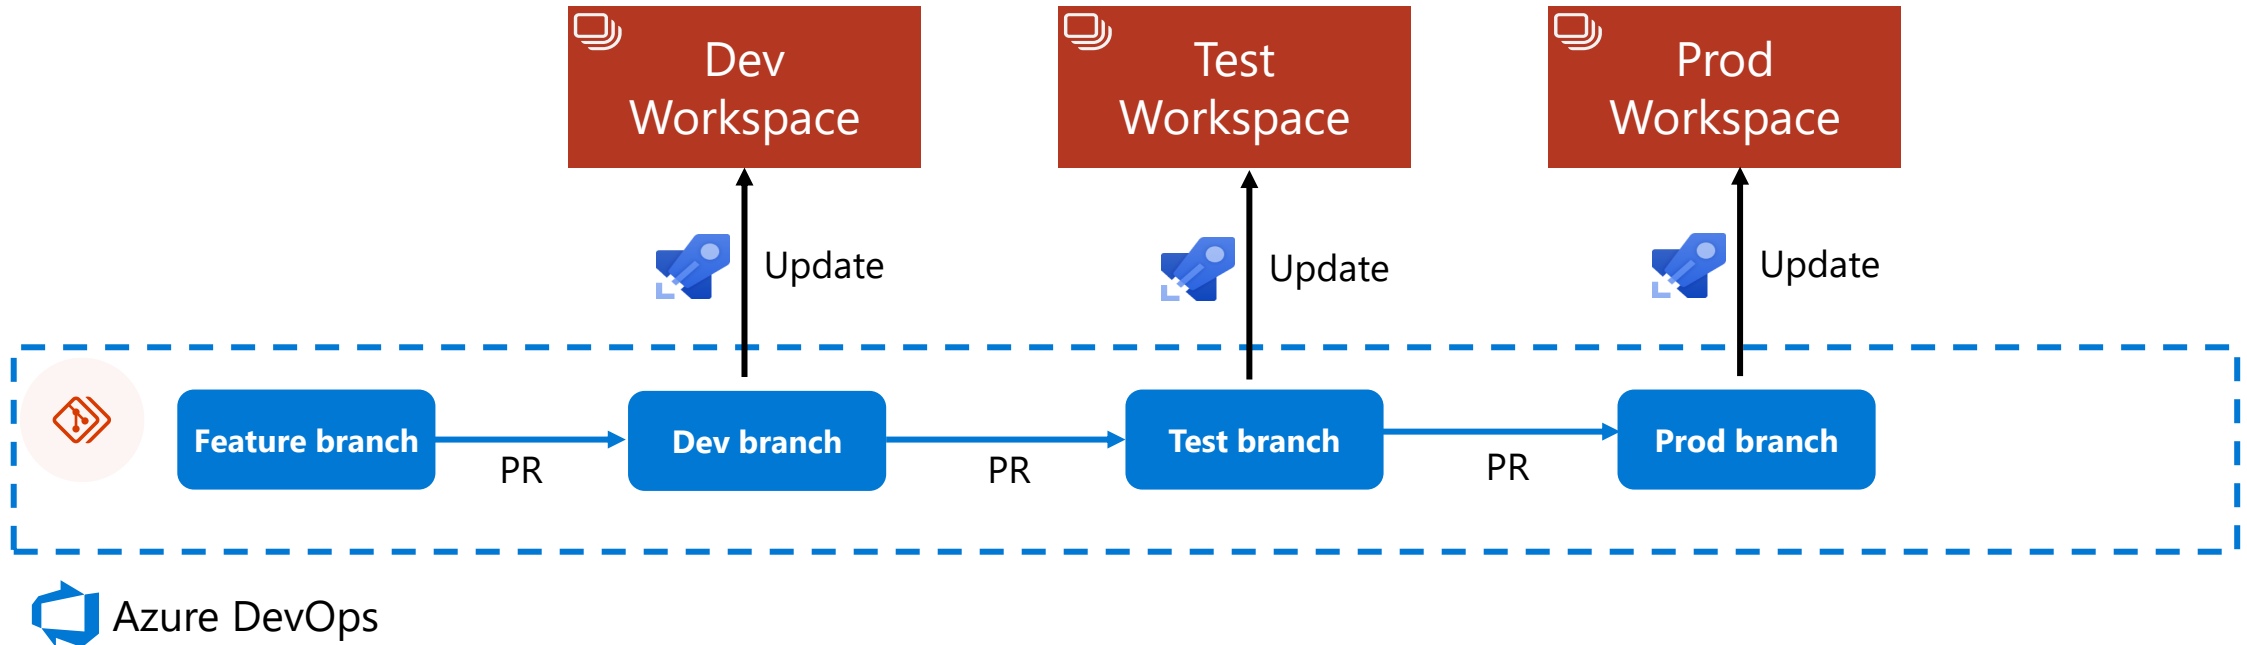 Dev
Workspace
Test
Workspace
Prod
Workspace
Update
Update
Update
Feature branch
PR
Dev branch
PR
Test branch
PR
Prod branch
Azure DevOps